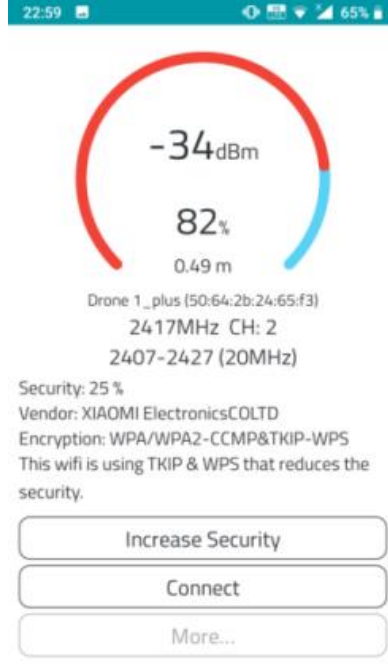 22:59 65%
-34dBm
82%
0.49 m
Drone 1_plus (50:64:2b:24:65:f3)
2417MHz CH: 2
2407-2427 (20MHz)
Security: 25 %
Vendor: XIAOMI ElectronicsCOLTD
Encryption: WPA/WPA2-CCMP&TKIP-WPS
This wifi is using TKIP & WPS that reduces the
security.
Increase Security
Connect
More...